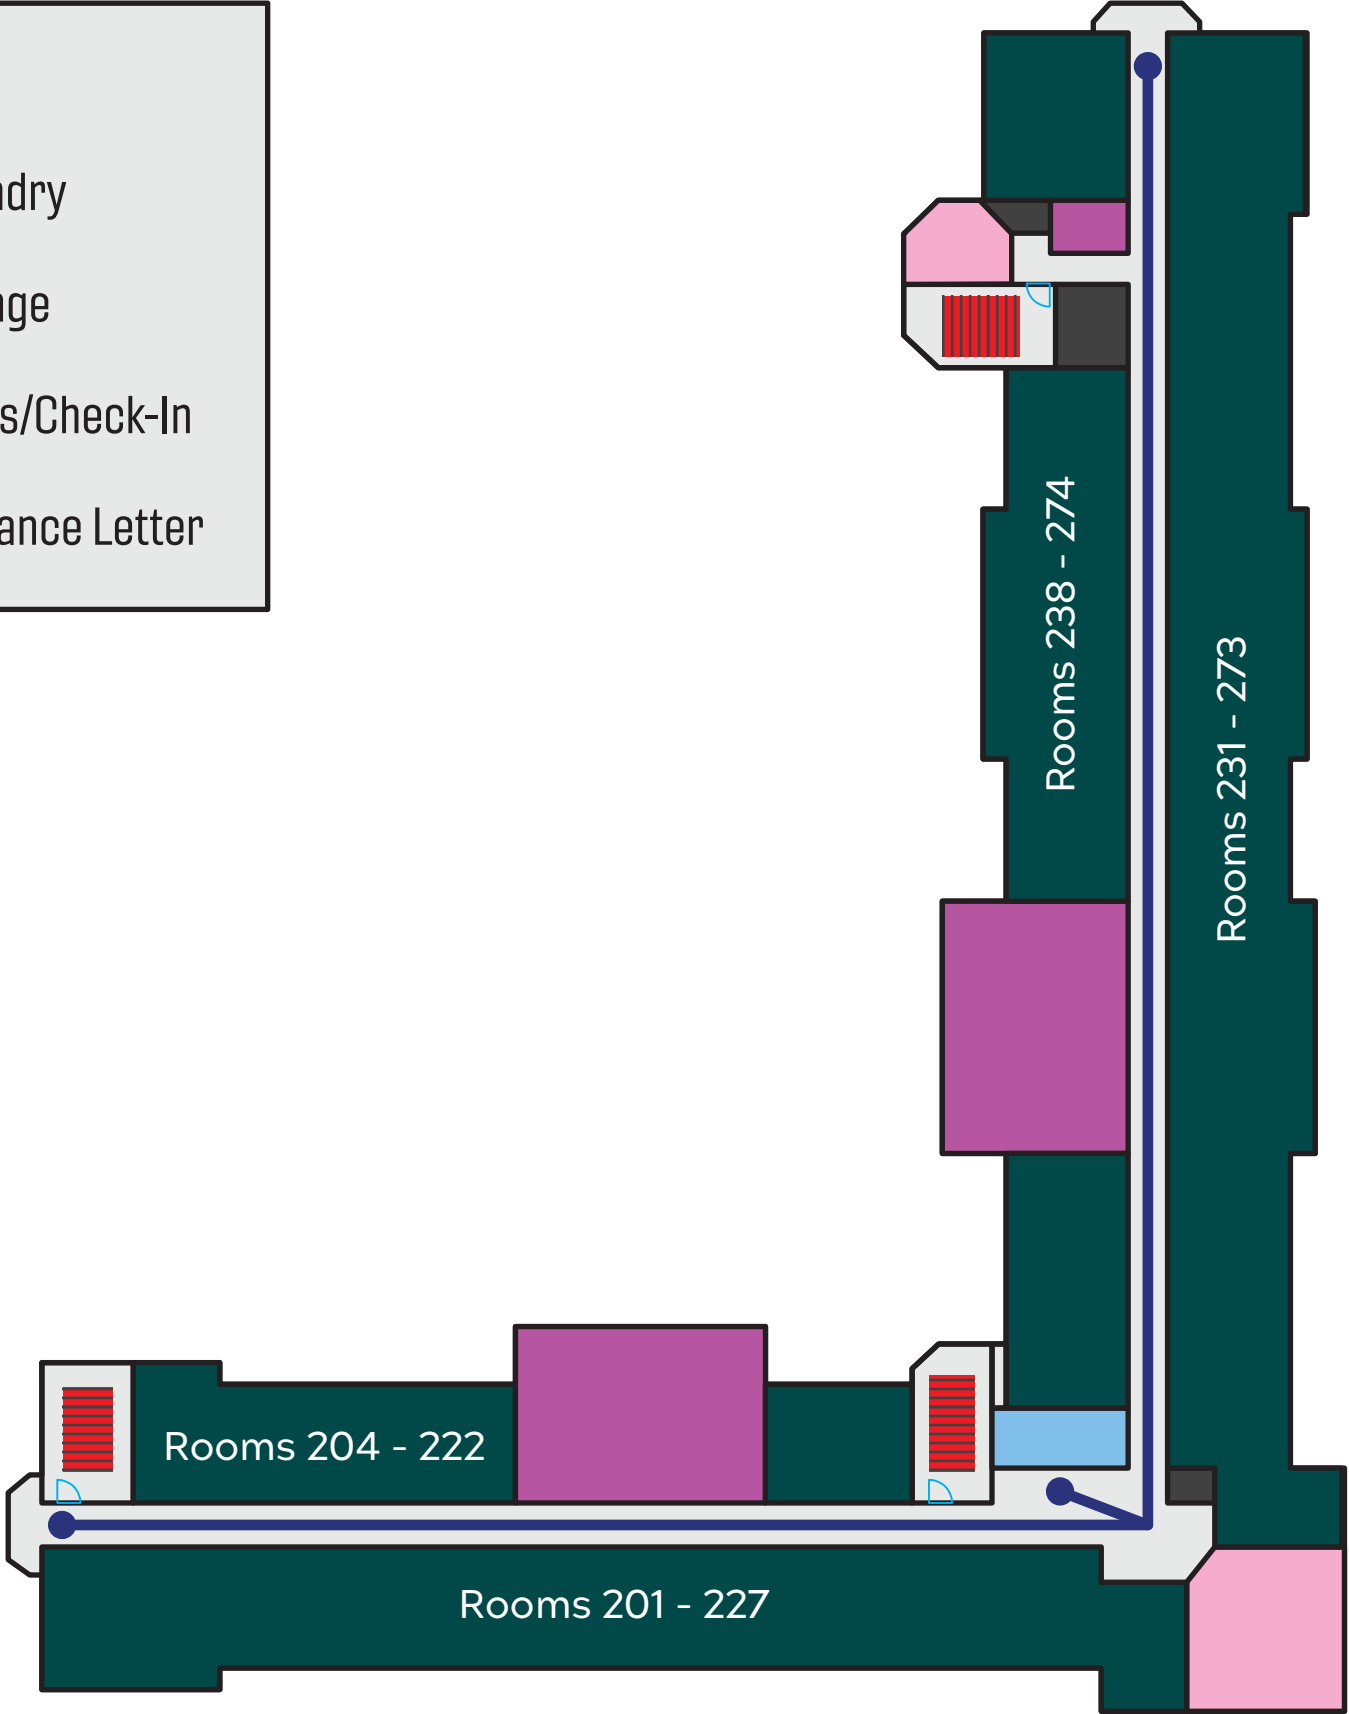 ndry
nge
s/Check-In
ance Letter
Rooms 238 - 274
Rooms 231 - 273
Rooms 204 - 222
Rooms 201 - 227